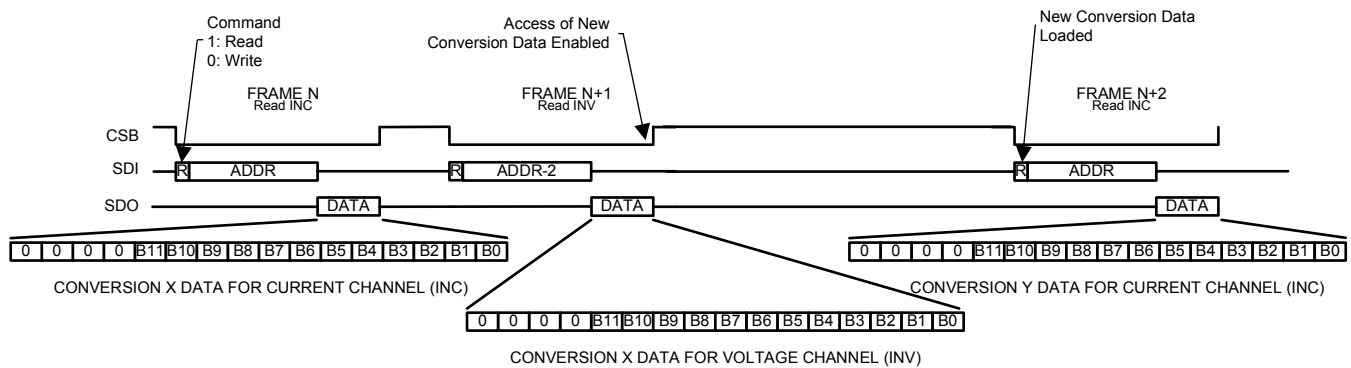 Command
1: Read
0: Write
Access of New
Conversion Data Enabled
New Conversion Data
Loaded
FRAME N
Read INC
FRAME N+1
Read INV
FRAME N+2
Read INC
CSB
SDI
R
ADDR
R
ADDR-2
R
ADDR
SDO
DATA
DATA
DATA
0 0 0 0 B11 B10 B9 B8 B7 B6 B5 B4 B3 B2 B1 B0
0 0 0 0 B11 B10 B9 B8 B7 B6 B5 B4 B3 B2 B1 B0
CONVERSION X DATA FOR CURRENT CHANNEL (INC)
CONVERSION Y DATA FOR CURRENT CHANNEL (INC)
0 0 0 0 B11 B10 B9 B8 B7 B6 B5 B4 B3 B2 B1 B0
CONVERSION X DATA FOR VOLTAGE CHANNEL (INV)